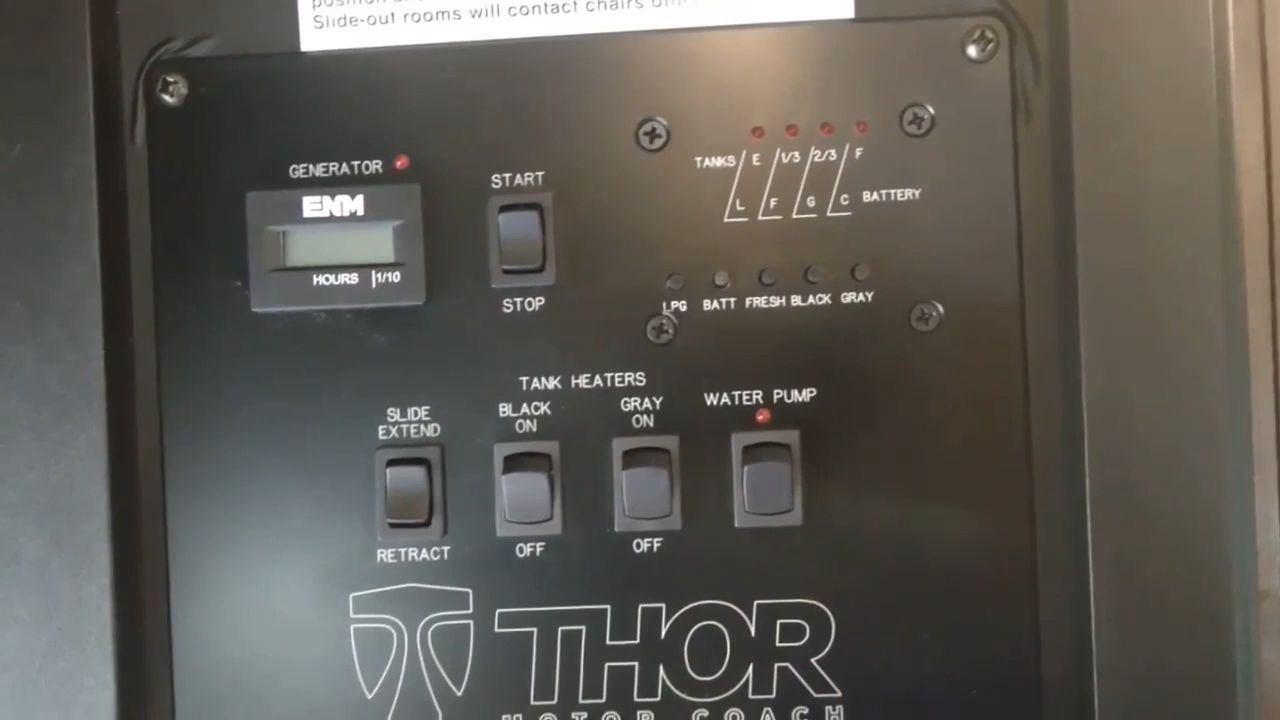 Slide-out rooms will contact chairs
GENERATOR
ENM
HOURS 1/10
START
STOP
TANKS E 1/3 2/3 F
L F G C BATTERY
LPG BATT FRESH BLACK GRAY
TANK HEATERS
SLIDE EXTEND
RETRACT
BLACK ON
OFF
GRAY ON
OFF
WATER PUMP
THOR
MOTOR COACH